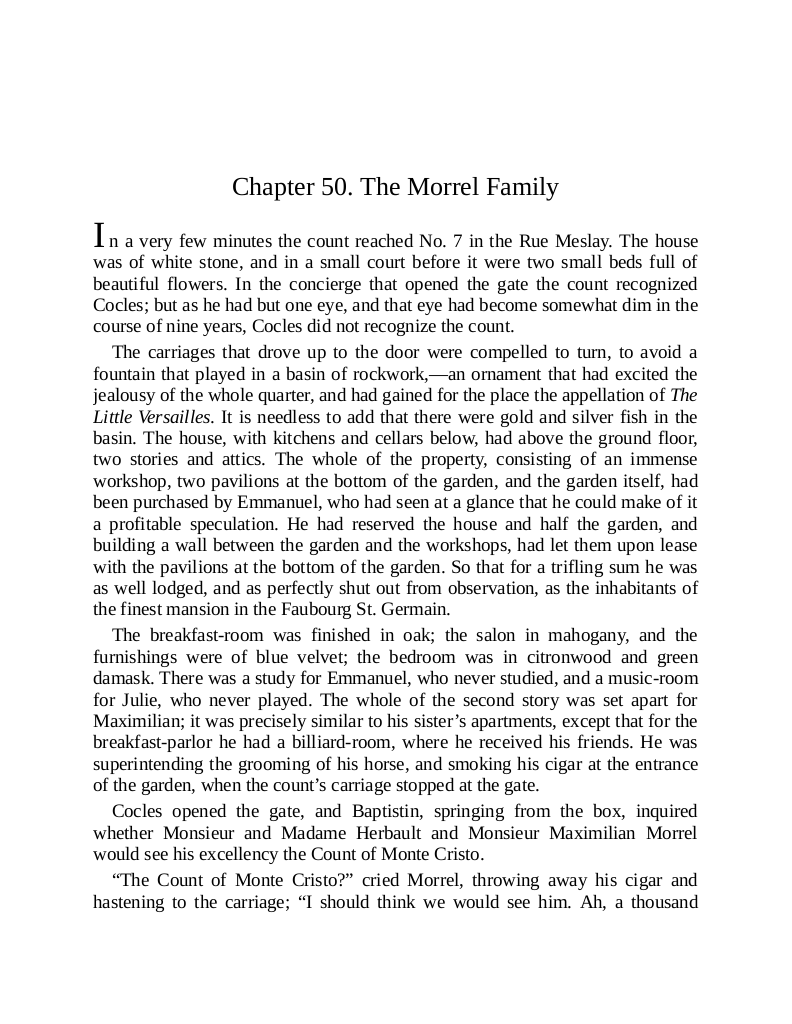 Chapter 50. The Morrel Family
In a very few minutes the count reached No. 7 in the Rue Meslay. The house
was of white stone, and in a small court before it were two small beds full of
beautiful flowers. In the concierge that opened the gate the count recognized
Cocles; but as he had but one eye, and that eye had become somewhat dim in the
course of nine years, Cocles did not recognize the count.
The carriages that drove up to the door were compelled to turn, to avoid a
fountain that played in a basin of rockwork,—an ornament that had excited the
jealousy of the whole quarter, and had gained for the place the appellation of The
Little Versailles. It is needless to add that there were gold and silver fish in the
basin. The house, with kitchens and cellars below, had above the ground floor,
two stories and attics. The whole of the property, consisting of an immense
workshop, two pavilions at the bottom of the garden, and the garden itself, had
been purchased by Emmanuel, who had seen at a glance that he could make of it
a profitable speculation. He had reserved the house and half the garden, and
building a wall between the garden and the workshops, had let them upon lease
with the pavilions at the bottom of the garden. So that for a trifling sum he was
as well lodged, and as perfectly shut out from observation, as the inhabitants of
the finest mansion in the Faubourg St. Germain.
The breakfast-room was finished in oak; the salon in mahogany, and the
furnishings were of blue velvet; the bedroom was in citronwood and green
damask. There was a study for Emmanuel, who never studied, and a music-room
for Julie, who never played. The whole of the second story was set apart for
Maximilian; it was precisely similar to his sister’s apartments, except that for the
breakfast-parlor he had a billiard-room, where he received his friends. He was
superintending the grooming of his horse, and smoking his cigar at the entrance
of the garden, when the count’s carriage stopped at the gate.
Cocles opened the gate, and Baptistin, springing from the box, inquired
whether Monsieur and Madame Herbault and Monsieur Maximilian Morrel
would see his excellency the Count of Monte Cristo.
“The Count of Monte Cristo?” cried Morrel, throwing away his cigar and
hastening to the carriage; “I should think we would see him. Ah, a thousand